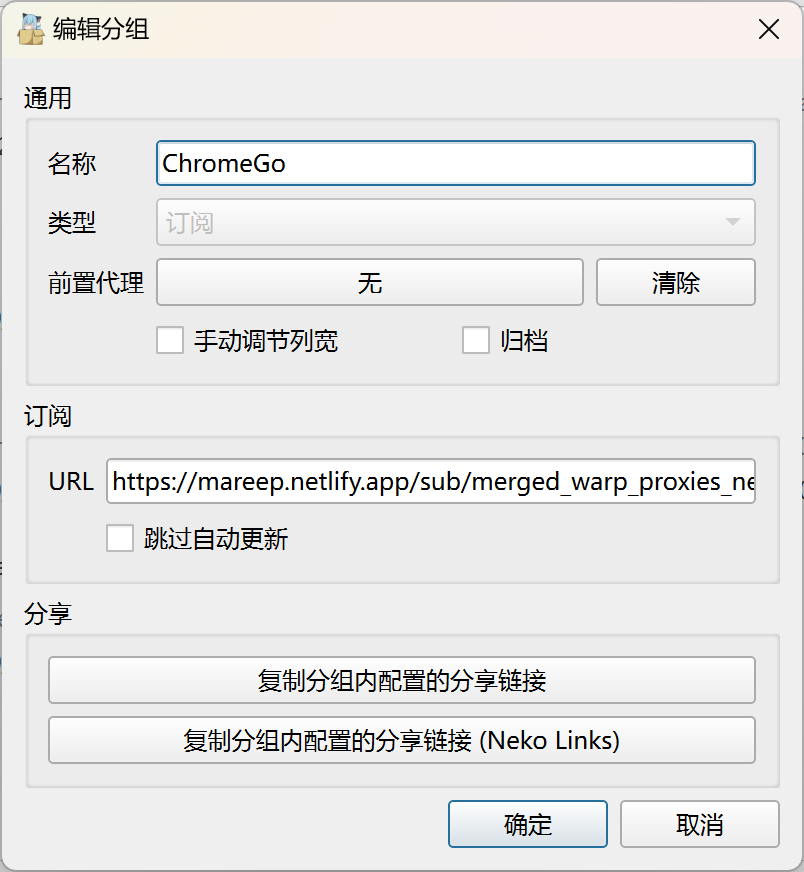 编辑分组
通用
名称 ChromeGo
类型 订阅
前置代理 无 清除
手动调节列宽 归档
订阅
URL https://mareep.netlify.app/sub/merged_warp_proxies_ne
跳过自动更新
分享
复制分组内配置的分享链接
复制分组内配置的分享链接 (Neko Links)
确定 取消